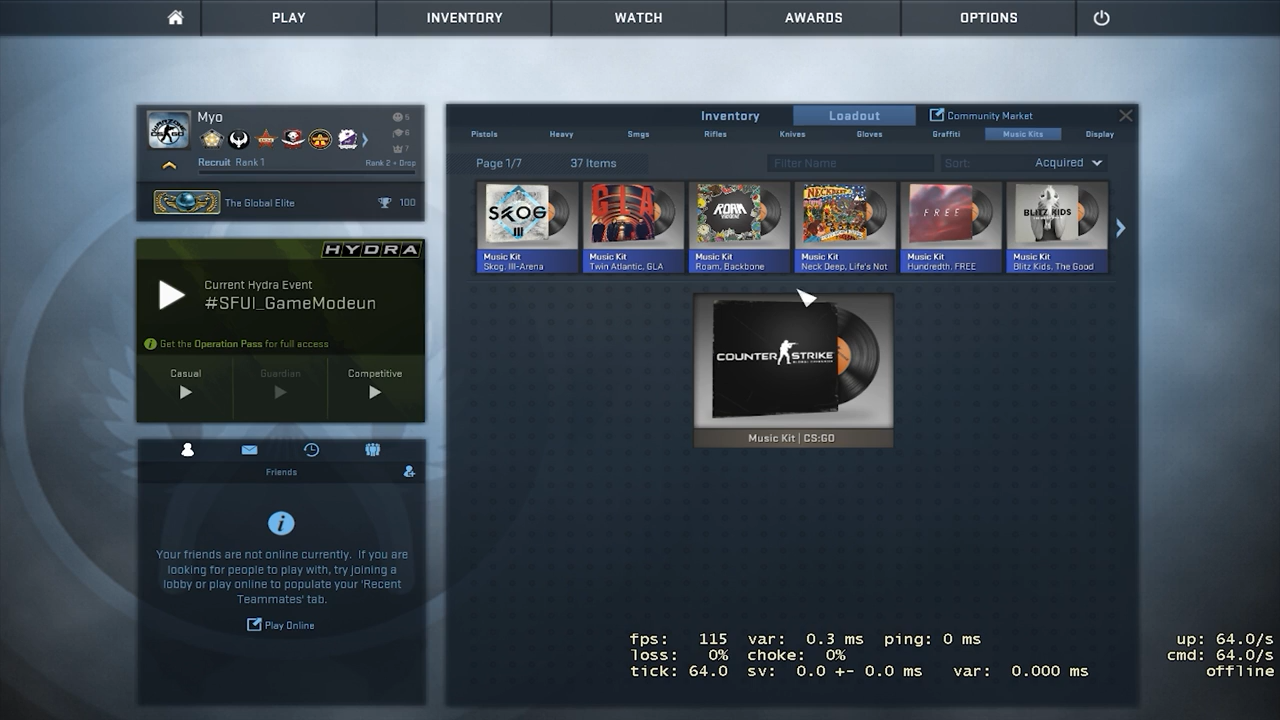 PLAY INVENTORY WATCH AWARDS OPTIONS
Myo
5
6
7
Recruit Rank 1
Rank 2 + Drop
The Global Elite
100
HYDRA
Current Hydra Event
#SFUI_GameModeun
Get the Operation Pass for full access
Casual Guardian Competitive
Friends
Your friends are not online currently. If you are
looking for people to play with, try joining a
lobby or play online to populate your 'Recent
Teammates' tab.
Play Online
Inventory Loadout Community Market
Pistols Heavy Smgs Rifles Knives Gloves Graffiti Music Kits Display
Page 1/7 37 Items Filter Name Sort: Acquired
SKOG
III
GLA
ROAM
NECK DEEP
FREE
BLITZ KIDS
Music Kit
Skog, III-Arena
Music Kit
Twin Atlantic, GLA
Music Kit
Roam, Backbone
Music Kit
Neck Deep, Life's Not
Music Kit
Hundredth, FREE
Music Kit
Blitz Kids, The Good
COUNTER STRIKE
GLOBAL OFFENSIVE
Music Kit | CS:GO
fps: 115 var: 0.3 ms ping: 0 ms
loss: 0% choke: 0%
tick: 64.0 sv: 0.0 +- 0.0 ms var: 0.000 ms
up: 64.0/s
cmd: 64.0/s
offline